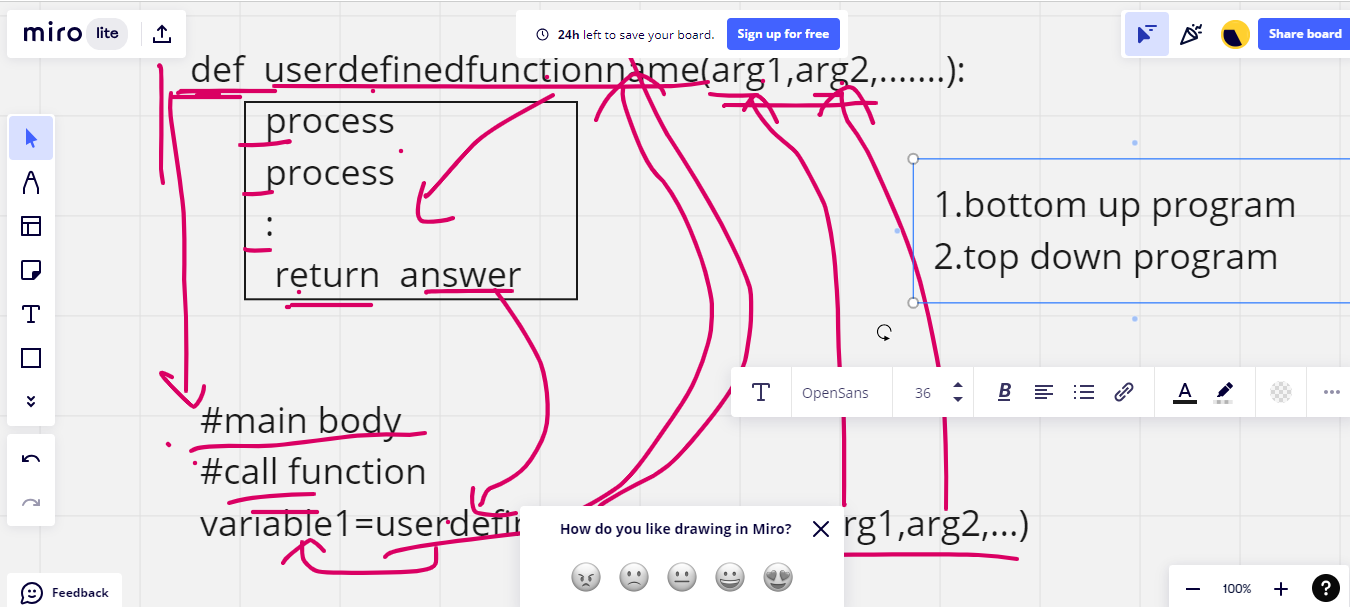 miro lite
24h left to save your board. Sign up for free
Share board
def userdefinedfunctionname(arg1,arg2,.......):
process
process
:
return answer
1.bottom up program
2.top down program
T OpenSans 36 B A
#main body
#call function
variable1=userdefin rg1,arg2,...)
How do you like drawing in Miro?
Feedback
100% ?